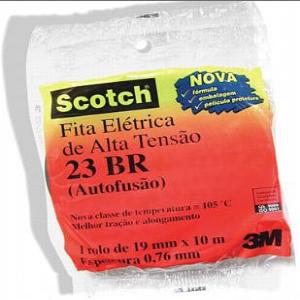 NOVA
fórmula
embalagem
película protetora
Scotch
Fita Elétrica
de Alta Tensão
23 BR
(Autofusão)
Nova classe de temperatura = 105°C
Melhor tração e alongamento
1 rolo de 19 mm x 10 m
Espessura 0,76 mm
3M